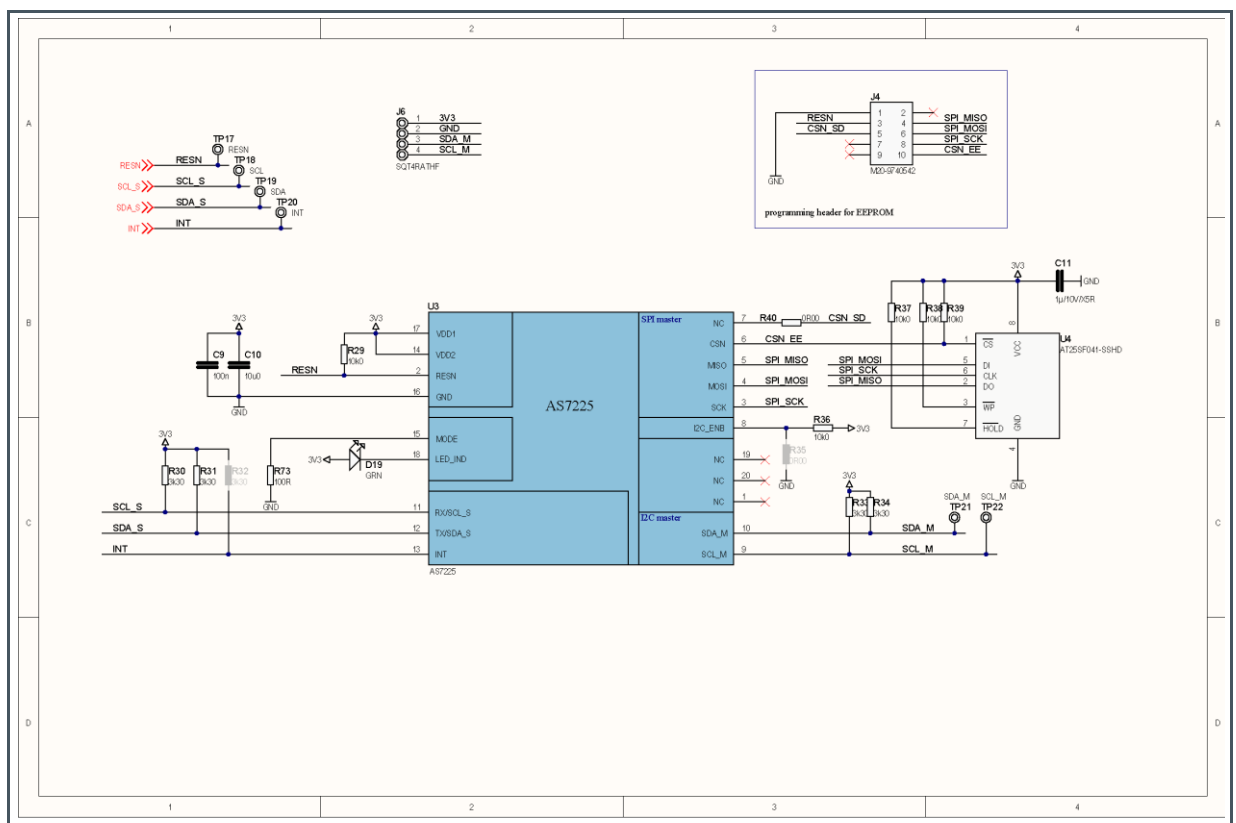 1 2 3 4
A
A
J6
1 3V3
2 GND
3 SDA_M
4 SCL_M
SQT4RATHF
J4
1 2
RESN 3 4 SPI_MISO
CSN_SD 5 6 SPI_MOSI
7 8 SPI_SCK
9 10 CSN_EE
M20-9740542
GND
programming header for EEPROM
TP17
RESN
RESN RESN
TP18
SCL
SCL_S SCL_S
TP19
SDA
SDA_S SDA_S
TP20
INT
INT INT
B
B
3V3
C9
100n
C10
10u0
GND
3V3
R29
10k0
RESN
U3
17 VDD1
14 VDD2
2 RESN
16 GND
15 MODE
18 LED_IND
11 RX/SCL_S
12 TX/SDA_S
13 INT
AS7225
AS7225
SPI master
NC 7 R40 0R00 CSN_SD
CSN 6 CSN_EE
MISO 5 SPI_MISO
MOSI 4 SPI_MOSI
SCK 3 SPI_SCK
I2C_ENB 8 R36 10k0 3V3
R35
0R00
GND
NC 19
NC 20
NC 1
I2C master
SDA_M 10 SDA_M
SCL_M 9 SCL_M
3V3
R33
3k30
R34
3k30
SDA_M
TP21
SCL_M
TP22
3V3
C11
GND
1µ/10V/X5R
R37
10k0
R38
10k0
R39
10k0
U4
AT25SF041-SSHD
8 VCC
1 CS
SPI_MOSI 5 DI
SPI_SCK 6 CLK
SPI_MISO 2 DO
3 WP
7 HOLD
GND 4
GND
C
C
3V3
R30
3k30
R31
3k30
R32
3k30
R73
100R
GND
3V3
D19
GRN
SCL_S
SDA_S
INT
D
D
1 2 3 4